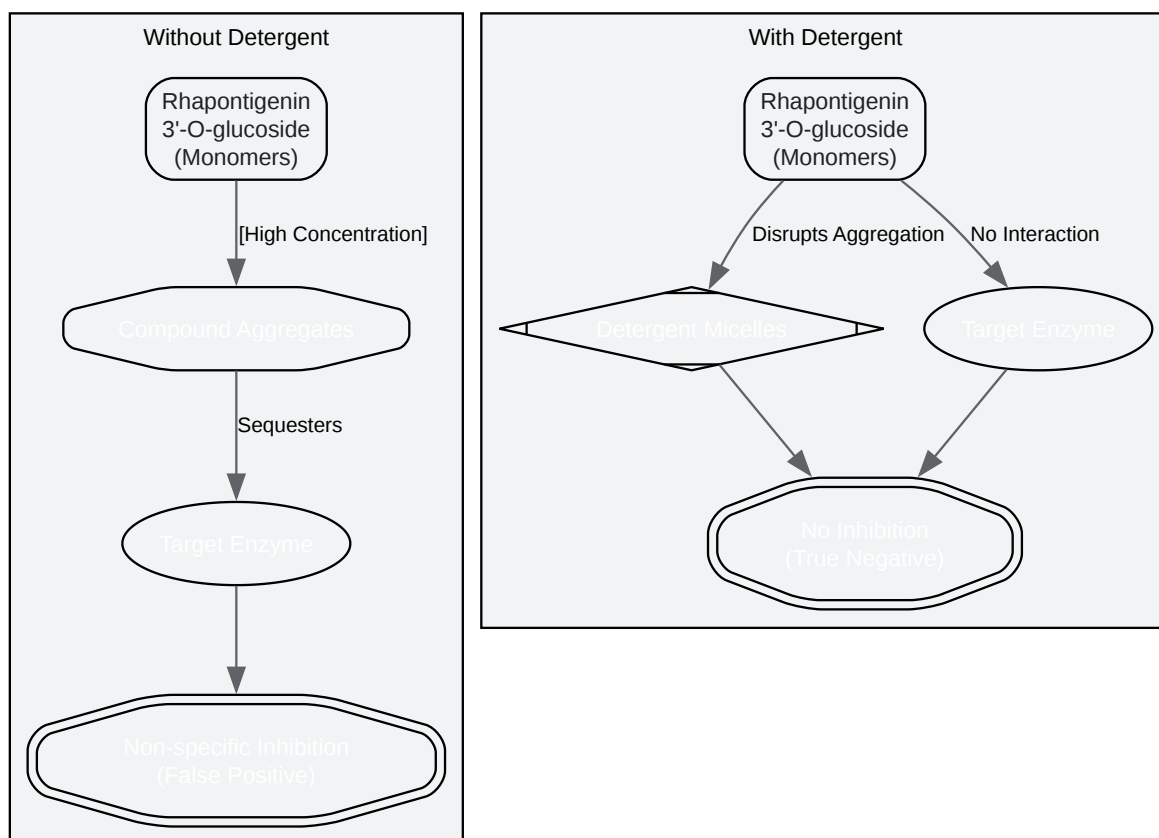 Without Detergent
Rhapontigenin
3'-O-glucoside
(Monomers)
[High Concentration]
Compound Aggregates
Sequesters
Target Enzyme
Non-specific Inhibition
(False Positive)
With Detergent
Rhapontigenin
3'-O-glucoside
(Monomers)
Disrupts Aggregation
No Interaction
Detergent Micelles
Target Enzyme
No Inhibition
(True Negative)